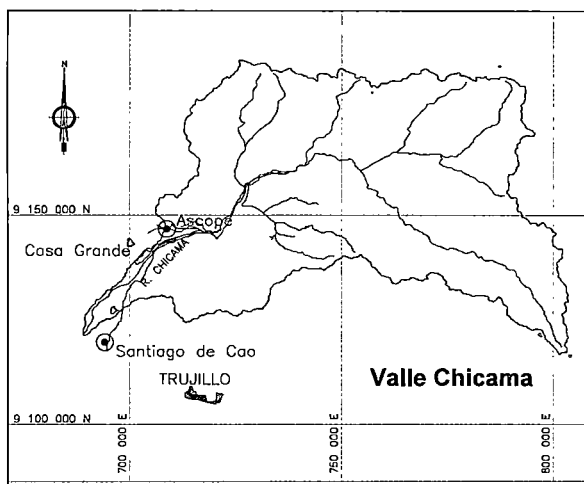 N
9 150 000 N
Ascope
Casa Grande
R. CHICAMA
Santiago de Cao
TRUJILLO
Valle Chicama
9 100 000 N
700 000 E
750 000 E
800 000 E